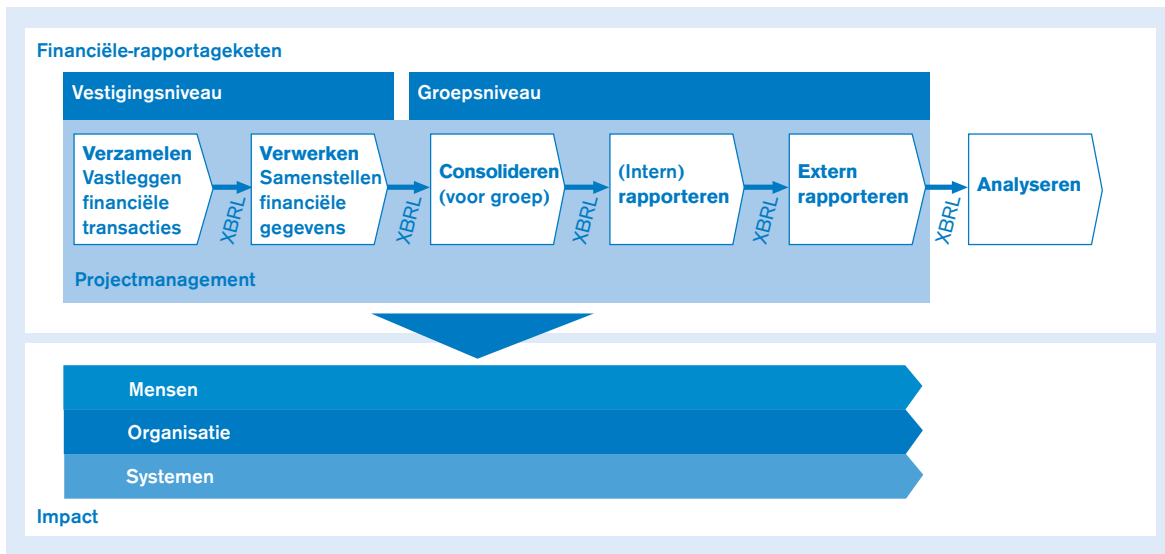 Financiële-rapportageketen
Vestigingsniveau
Groepsniveau
Verzamelen
Vastleggen
financiële
transacties
XBRL
Verwerken
Samenstellen
financiële
gegevens
XBRL
Consolideren
(voor groep)
XBRL
(Intern)
rapporteren
XBRL
Extern
rapporteren
XBRL
Analyseren
Projectmanagement
Mensen
Organisatie
Systemen
Impact